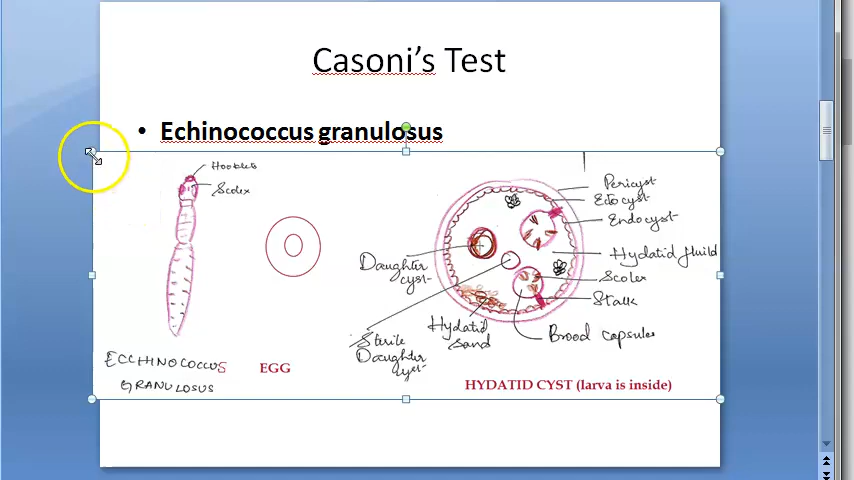 Casoni's Test
• Echinococcus granulosus
Hooklets
Scolex
ECCHINOCOCCUS
GRANULOSUS
EGG
Pericyst
Ectocyst
Endocyst
Hydatid fluid
Scolex
Stalk
Brood capsules
Daughter
cyst
Hydatid
sand
Sterile
Daughter
cyst
HYDATID CYST (larva is inside)